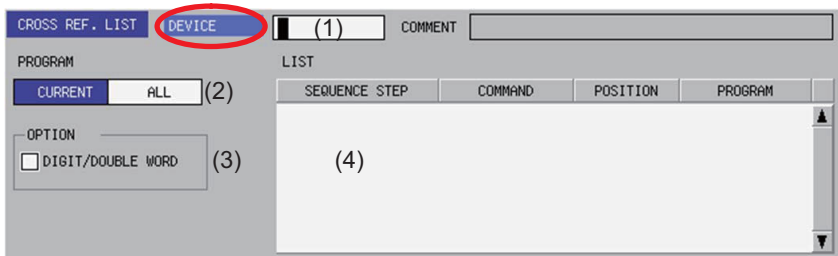 CROSS REF. LIST DEVICE (1) COMMENT
PROGRAM LIST
CURRENT ALL (2) SEQUENCE STEP COMMAND POSITION PROGRAM
OPTION
DIGIT/DOUBLE WORD (3) (4)